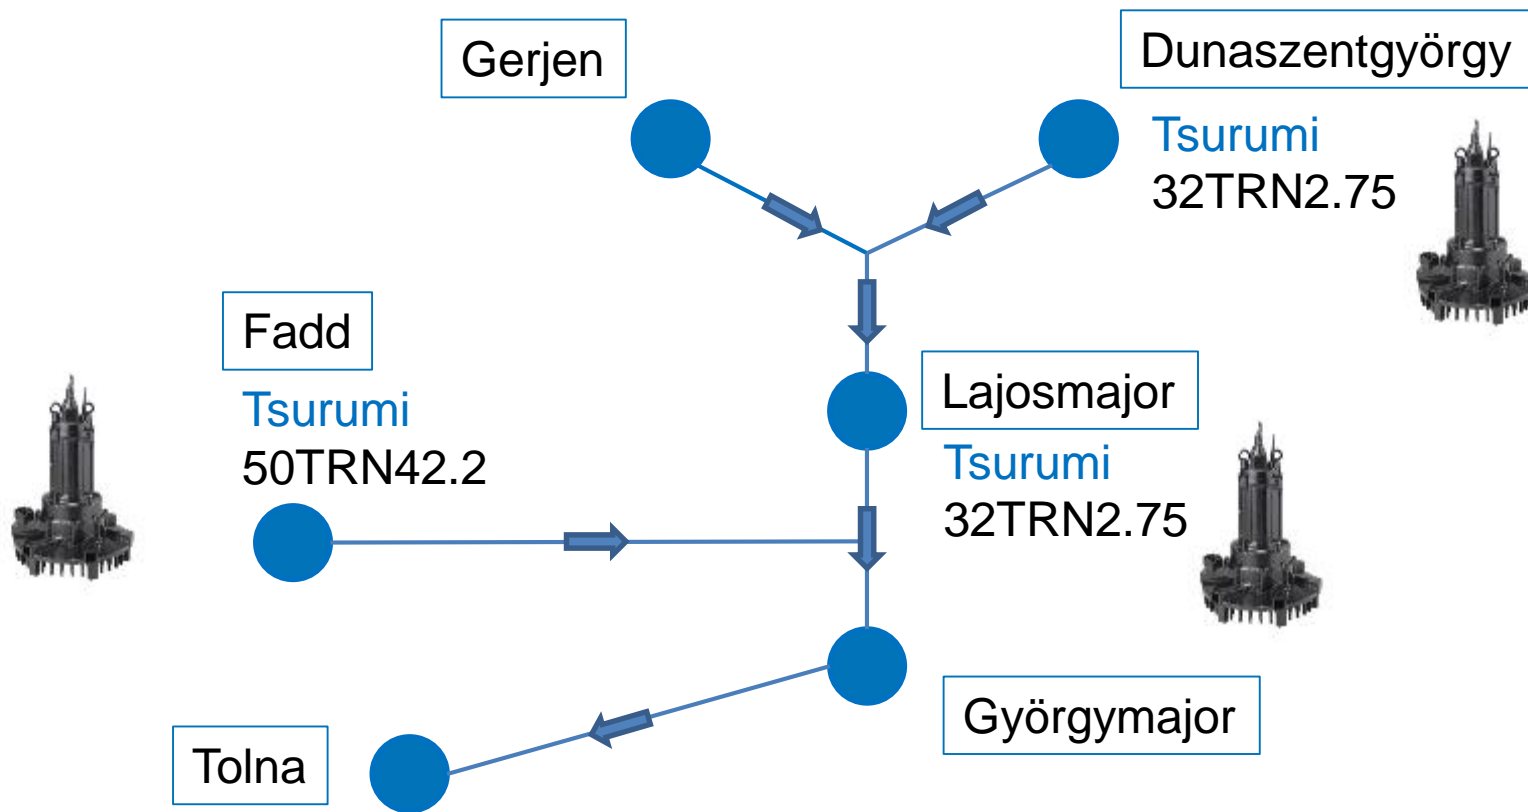 Gerjen
Dunaszentgyörgy
Tsurumi
32TRN2.75
Fadd
Tsurumi
50TRN42.2
Lajosmajor
Tsurumi
32TRN2.75
Györgymajor
Tolna